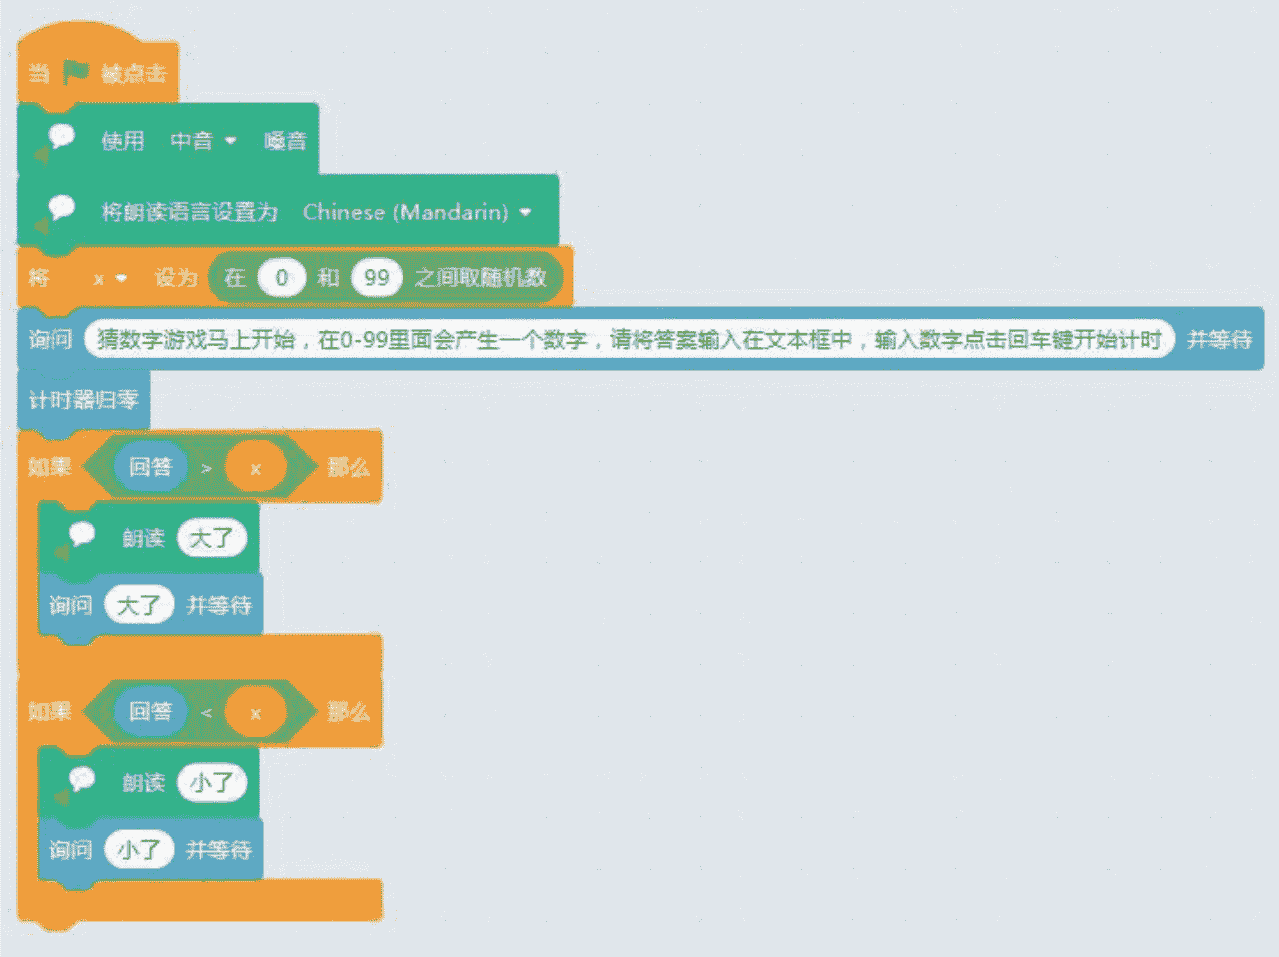 当 被点击
使用 中音 嗓音
将朗读语言设置为 Chinese (Mandarin)
将 x 设为 在 0 和 99 之间取随机数
询问 猜数字游戏马上开始，在0-99里面会产生一个数字，请将答案输入在文本框中，输入数字点击回车键开始计时 并等待
计时器归零
如果 回答 > x 那么
朗读 大了
询问 大了 并等待
如果 回答 < x 那么
朗读 小了
询问 小了 并等待